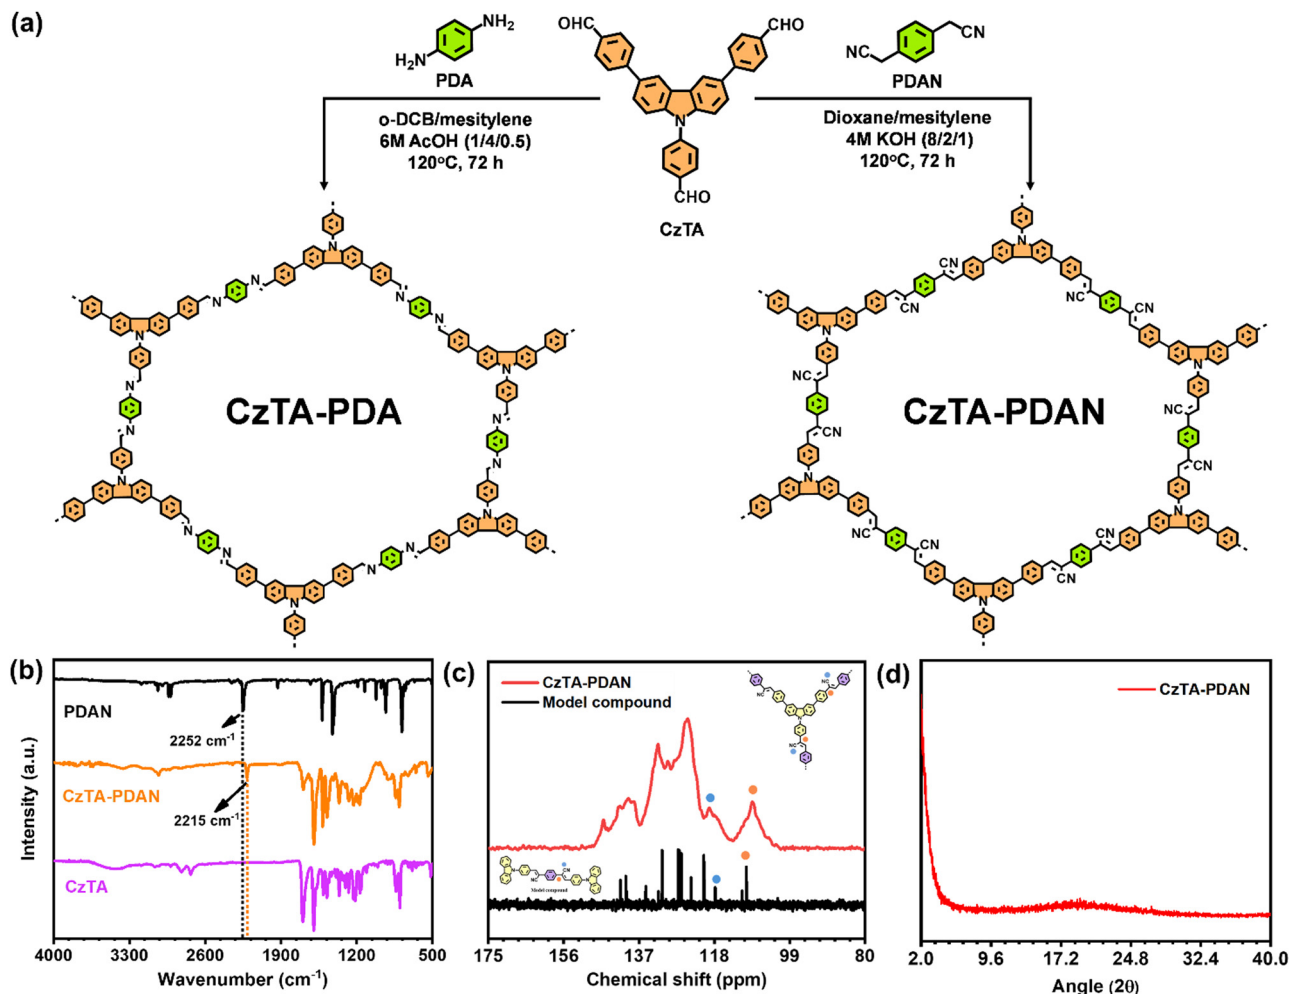 (a)
NH₂
H₂N
PDA
o-DCB/mesitylene
6M AcOH (1/4/0.5)
120°C, 72 h
CHO
CHO
N
CHO
CzTA
CN
NC
PDAN
Dioxane/mesitylene
4M KOH (8/2/1)
120°C, 72 h
CzTA-PDA
CzTA-PDAN
(b)
PDAN
2252 cm⁻¹
CzTA-PDAN
2215 cm⁻¹
CzTA
Intensity (a.u.)
4000 3300 2600 1900 1200 500
Wavenumber (cm⁻¹)
(c)
CzTA-PDAN
Model compound
Model compound
175 156 137 118 99 80
Chemical shift (ppm)
(d)
CzTA-PDAN
2.0 9.6 17.2 24.8 32.4 40.0
Angle (2θ)